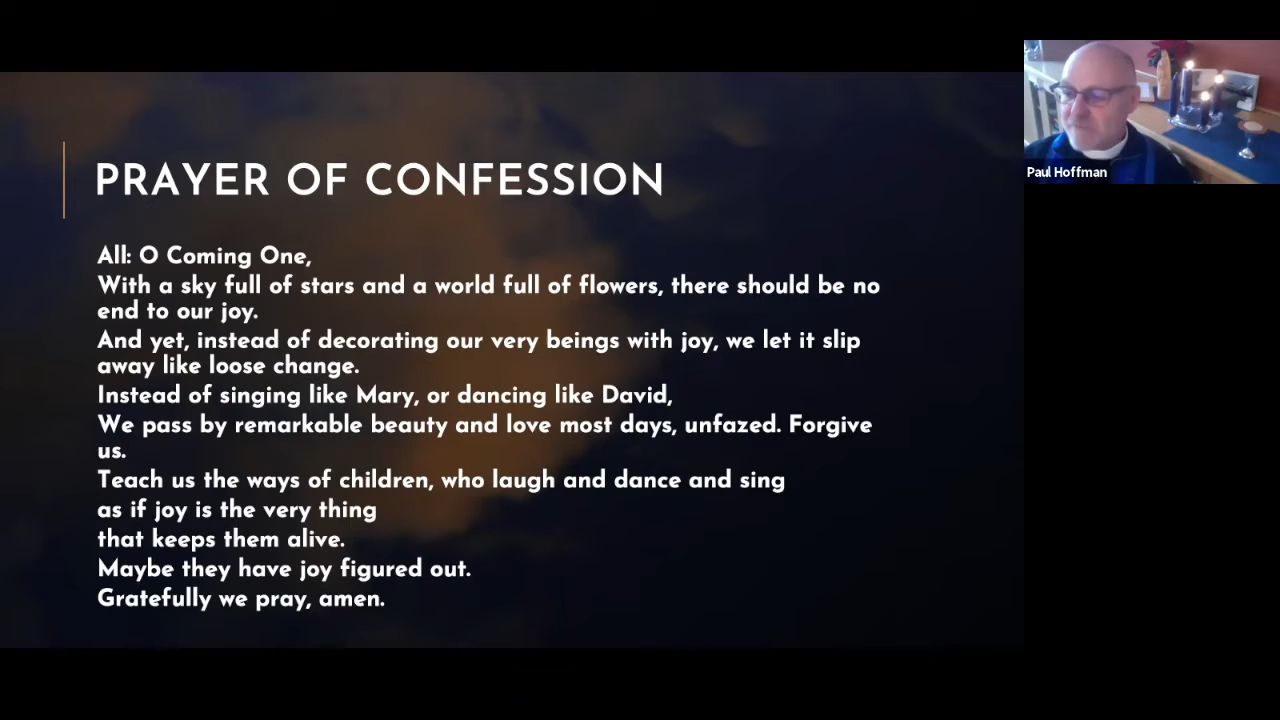 PRAYER OF CONFESSION
All: O Coming One,
With a sky full of stars and a world full of flowers, there should be no
end to our joy.
And yet, instead of decorating our very beings with joy, we let it slip
away like loose change.
Instead of singing like Mary, or dancing like David,
We pass by remarkable beauty and love most days, unfazed. Forgive
us.
Teach us the ways of children, who laugh and dance and sing
as if joy is the very thing
that keeps them alive.
Maybe they have joy figured out.
Gratefully we pray, amen.
Paul Hoffman